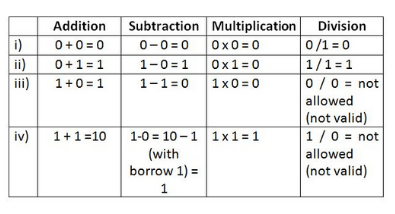 Addition Subtraction Multiplication Division
i) 0 + 0 = 0 0 – 0 = 0 0 x 0 = 0 0 /1 = 0
ii) 0 + 1 = 1 1 – 0 = 1 0 x 1 = 0 1 / 1 = 1
iii) 1 + 0 = 1 1 – 1 = 0 1 x 0 = 0 0 / 0 = not
allowed
(not valid)
iv) 1 + 1 =10 1-0 = 10 – 1 1 x 1 = 1 1 / 0 = not
(with allowed
borrow 1) = (not valid)
1